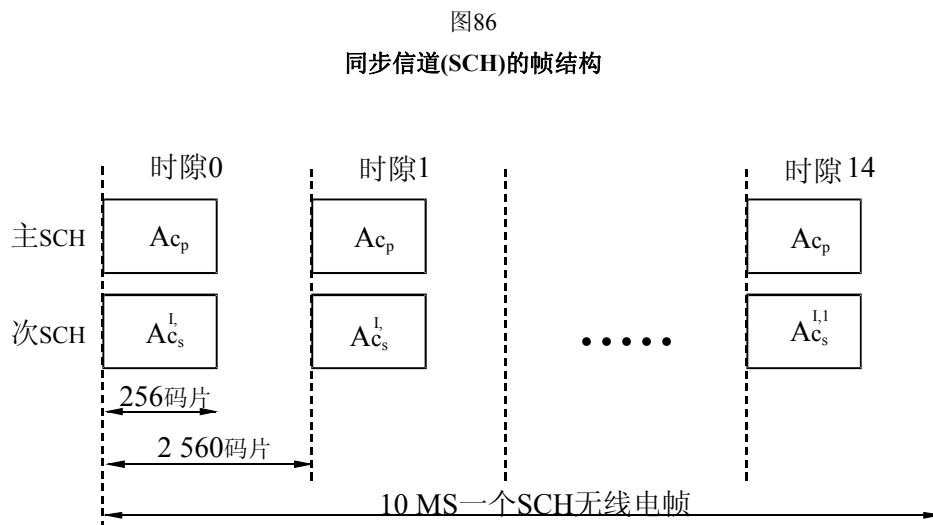 图86
同步信道(SCH)的帧结构
时隙0 时隙1 时隙 14
主SCH Acp Acp Acp
次SCH Acs^I, Acs^I, Acs^I,1
256码片
2 560码片
10 MS一个SCH无线电帧